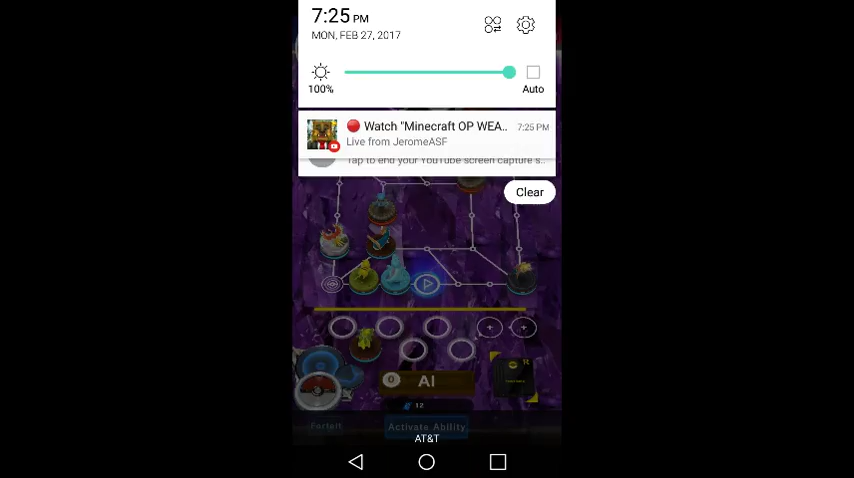 7:25 PM
MON, FEB 27, 2017
100%
Auto
Watch "Minecraft OP WEA..
7:25 PM
Live from JeromeASF
Tap to end your YouTube screen capture s..
Clear
0
AI
12
Forfeit
Activate Ability
AT&T